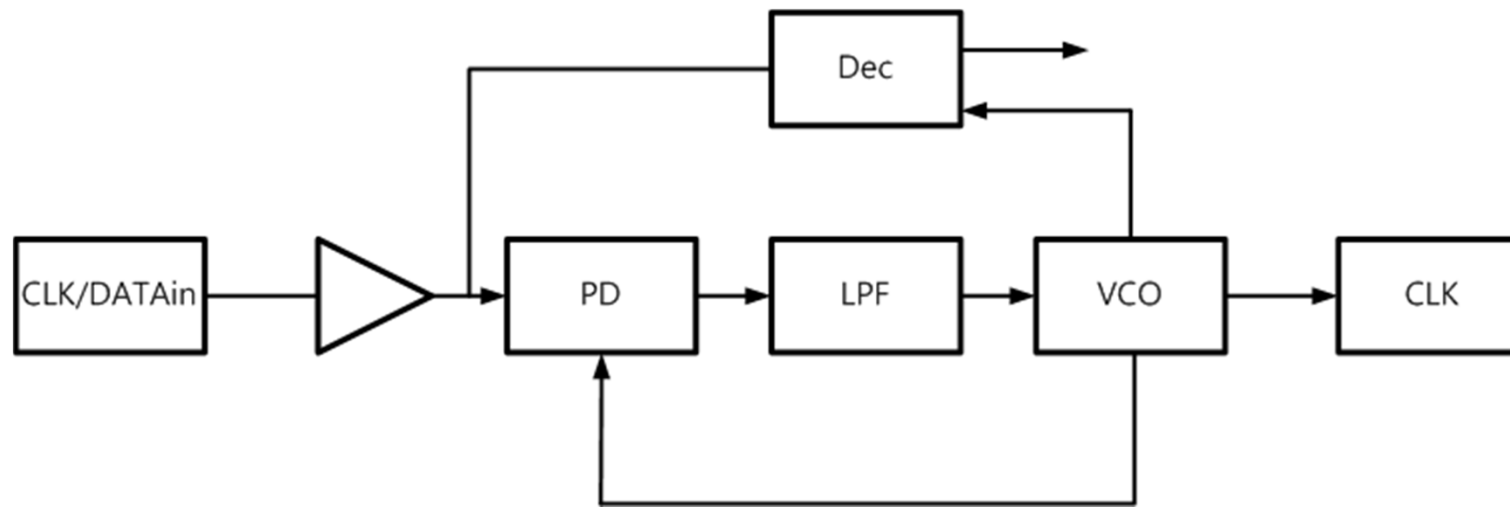 Dec
CLK/DATAin
PD
LPF
VCO
CLK